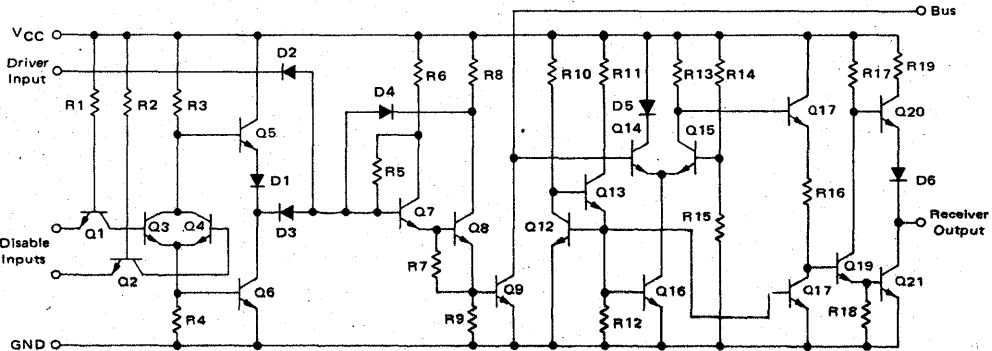 Bus
VCC
Driver
Input
D2
R1
R2
R3
Q5
D1
D3
Q1
Q3
Q4
Disable
Inputs
Q2
Q6
R4
GND
D4
R6
R8
R5
Q7
Q8
R7
R9
Q9
R10
R11
D5
Q14
R13
R14
Q15
Q13
Q12
R15
Q16
R12
Q17
R16
R17
R19
Q20
D6
Receiver
Output
Q19
Q17
R18
Q21